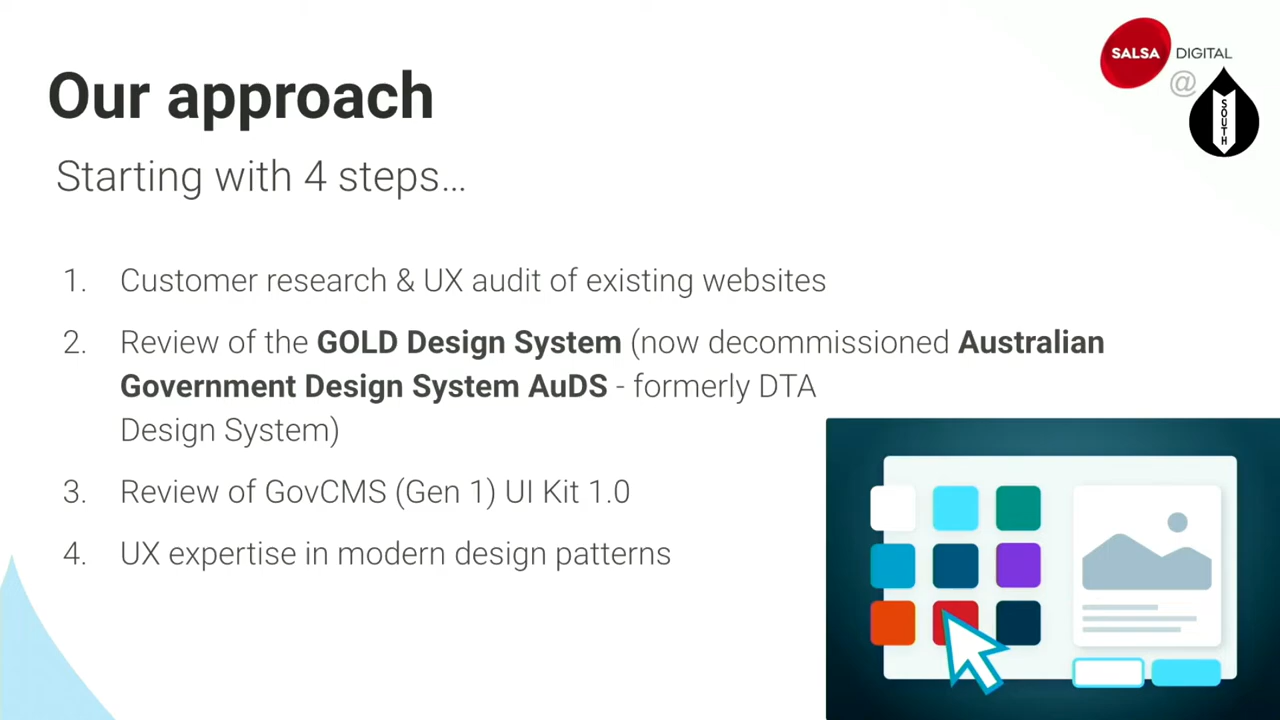 SALSA DIGITAL
@
SOUTH
Our approach
Starting with 4 steps...
1. Customer research & UX audit of existing websites
2. Review of the GOLD Design System (now decommissioned Australian
Government Design System AuDS - formerly DTA
Design System)
3. Review of GovCMS (Gen 1) UI Kit 1.0
4. UX expertise in modern design patterns